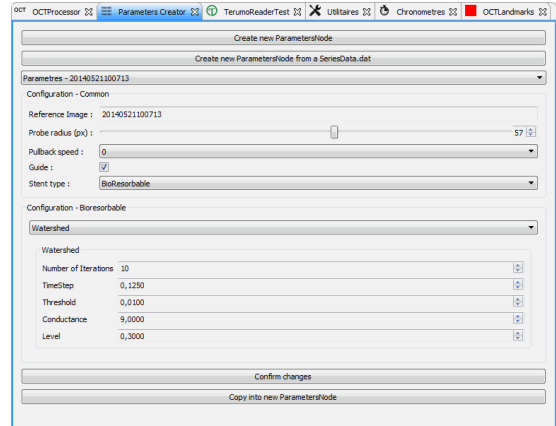 OCT OCTProcessor Parameters Creator TerumoReaderTest Utilitaires Chronometres OCTLandmarks
Create new ParametersNode
Create new ParametersNode from a SeriesData.dat
Parametres - 20140521100713
Configuration - Common
Reference Image : 20140521100713
Probe radius (px) : 57
Pullback speed : 0
Guide :
Stent type : BioResorbable
Configuration - Bioresorbable
Watershed
Watershed
Number of Iterations 10
TimeStep 0,1250
Threshold 0,0100
Conductance 9,0000
Level 0,3000
Confirm changes
Copy into new ParametersNode